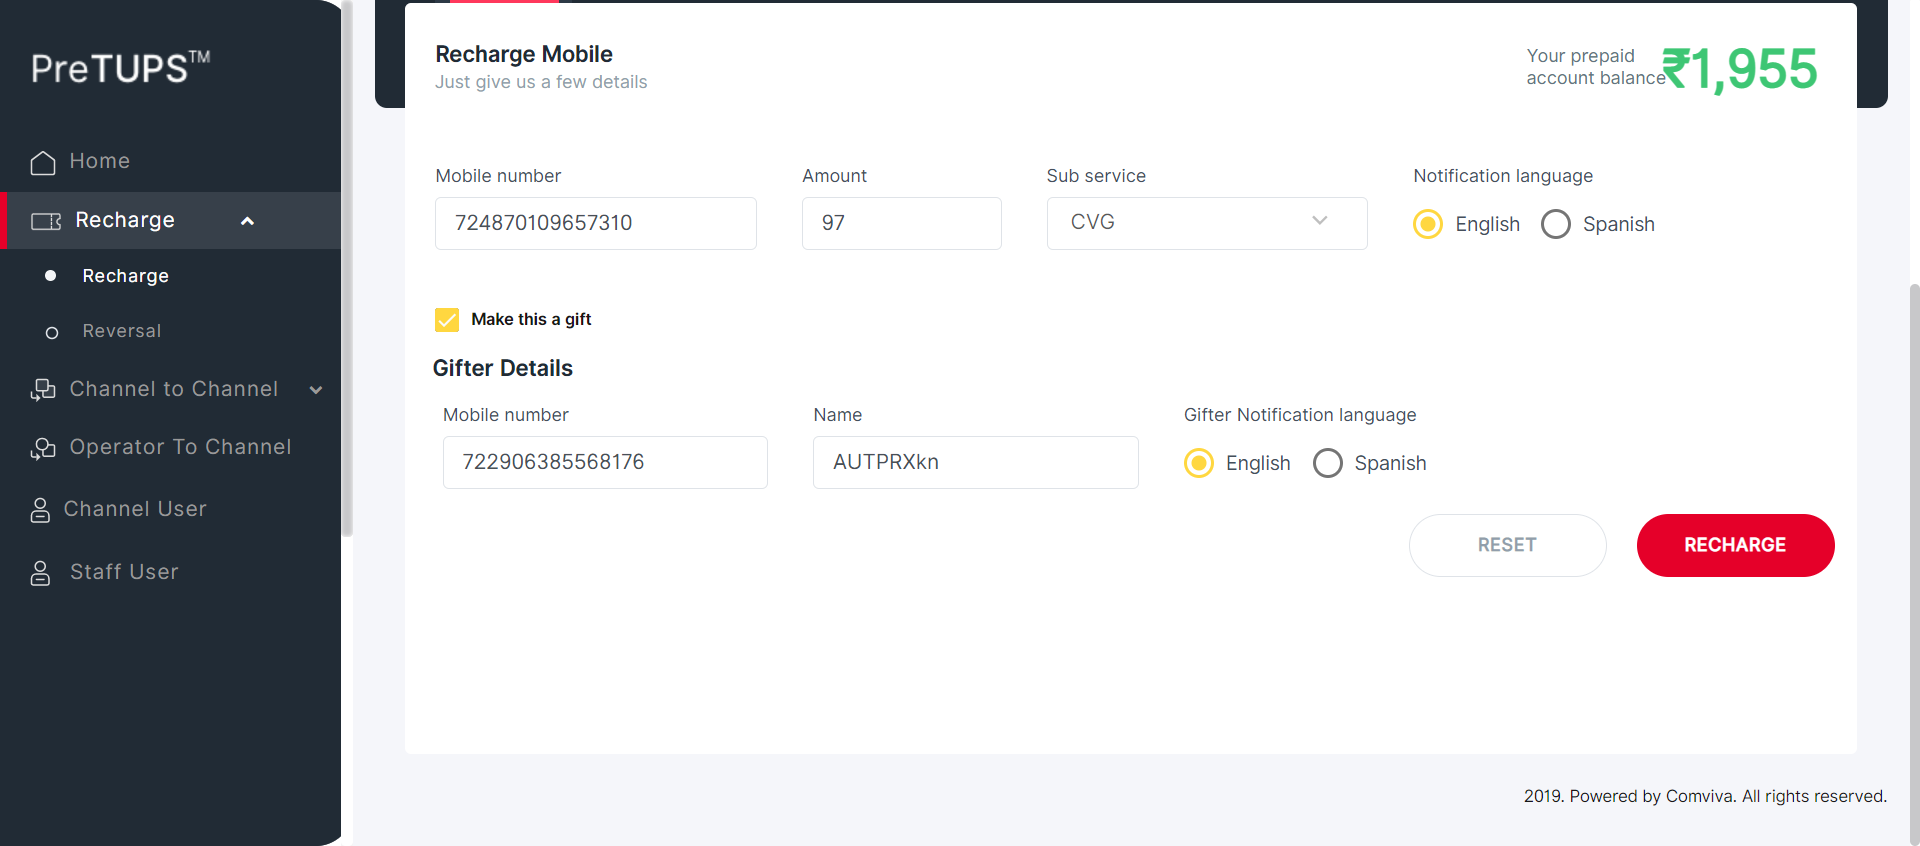 PreTUPS™
Home
Recharge
Recharge
Reversal
Channel to Channel
Operator To Channel
Channel User
Staff User
Recharge Mobile
Just give us a few details
Your prepaid
account balance ₹1,955
Mobile number
724870109657310
Amount
97
Sub service
CVG
Notification language
English
Spanish
Make this a gift
Gifter Details
Mobile number
722906385568176
Name
AUTPRXkn
Gifter Notification language
English
Spanish
RESET
RECHARGE
2019. Powered by Comviva. All rights reserved.